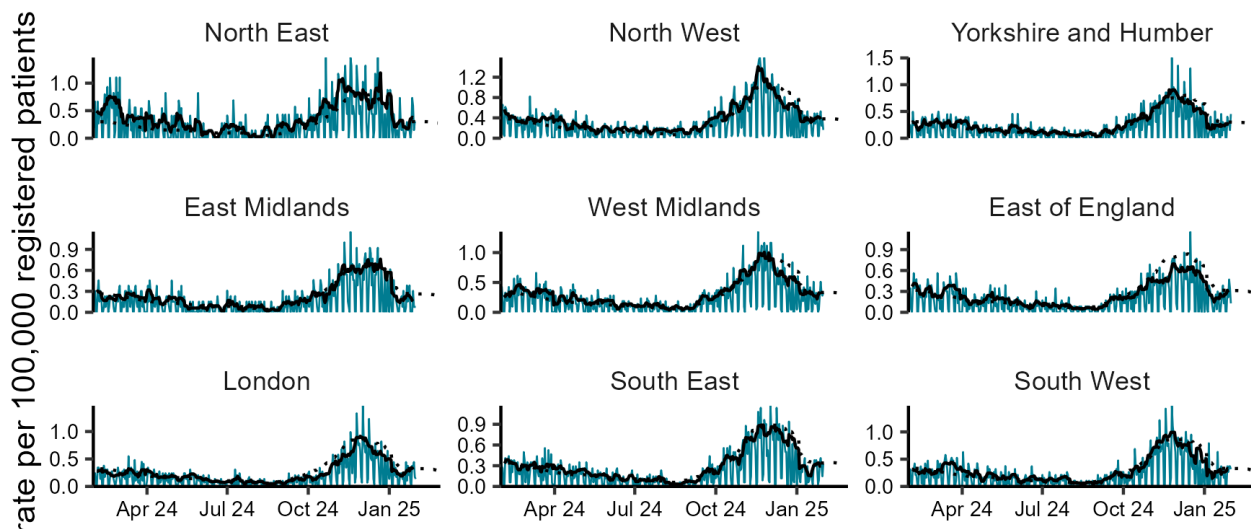 rate per 100,000 registered patients
North East
North West
Yorkshire and Humber
1.0
0.5
0.0
1.2
0.8
0.4
0.0
1.5
1.0
0.5
0.0
East Midlands
West Midlands
East of England
0.9
0.6
0.3
0.0
1.0
0.5
0.0
0.9
0.6
0.3
0.0
London
South East
South West
1.0
0.5
0.0
0.9
0.6
0.3
0.0
1.0
0.5
0.0
Apr 24 Jul 24 Oct 24 Jan 25
Apr 24 Jul 24 Oct 24 Jan 25
Apr 24 Jul 24 Oct 24 Jan 25